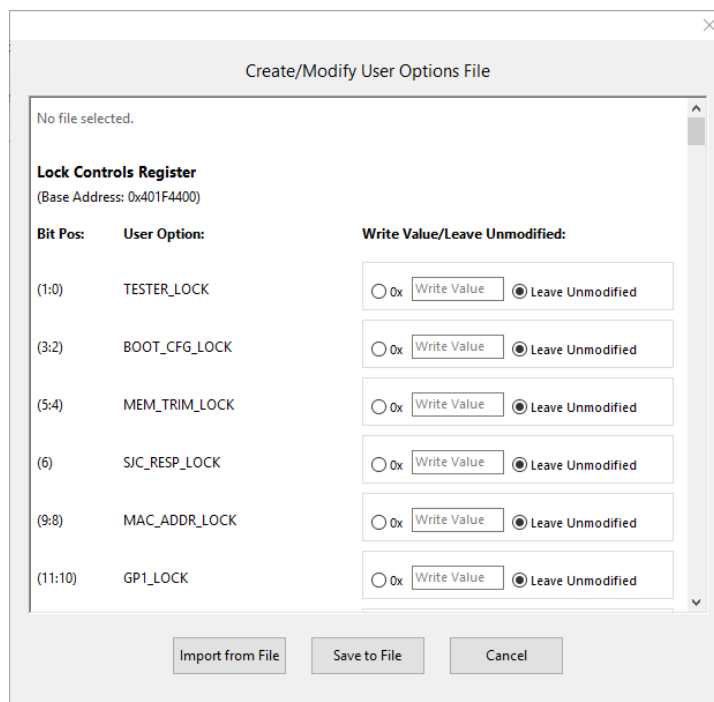 Create/Modify User Options File
No file selected.
Lock Controls Register
(Base Address: 0x401F4400)
Bit Pos: User Option: Write Value/Leave Unmodified:
(1:0) TESTER_LOCK 0x Write Value Leave Unmodified
(3:2) BOOT_CFG_LOCK 0x Write Value Leave Unmodified
(5:4) MEM_TRIM_LOCK 0x Write Value Leave Unmodified
(6) SJC_RESP_LOCK 0x Write Value Leave Unmodified
(9:8) MAC_ADDR_LOCK 0x Write Value Leave Unmodified
(11:10) GP1_LOCK 0x Write Value Leave Unmodified
Import from File Save to File Cancel